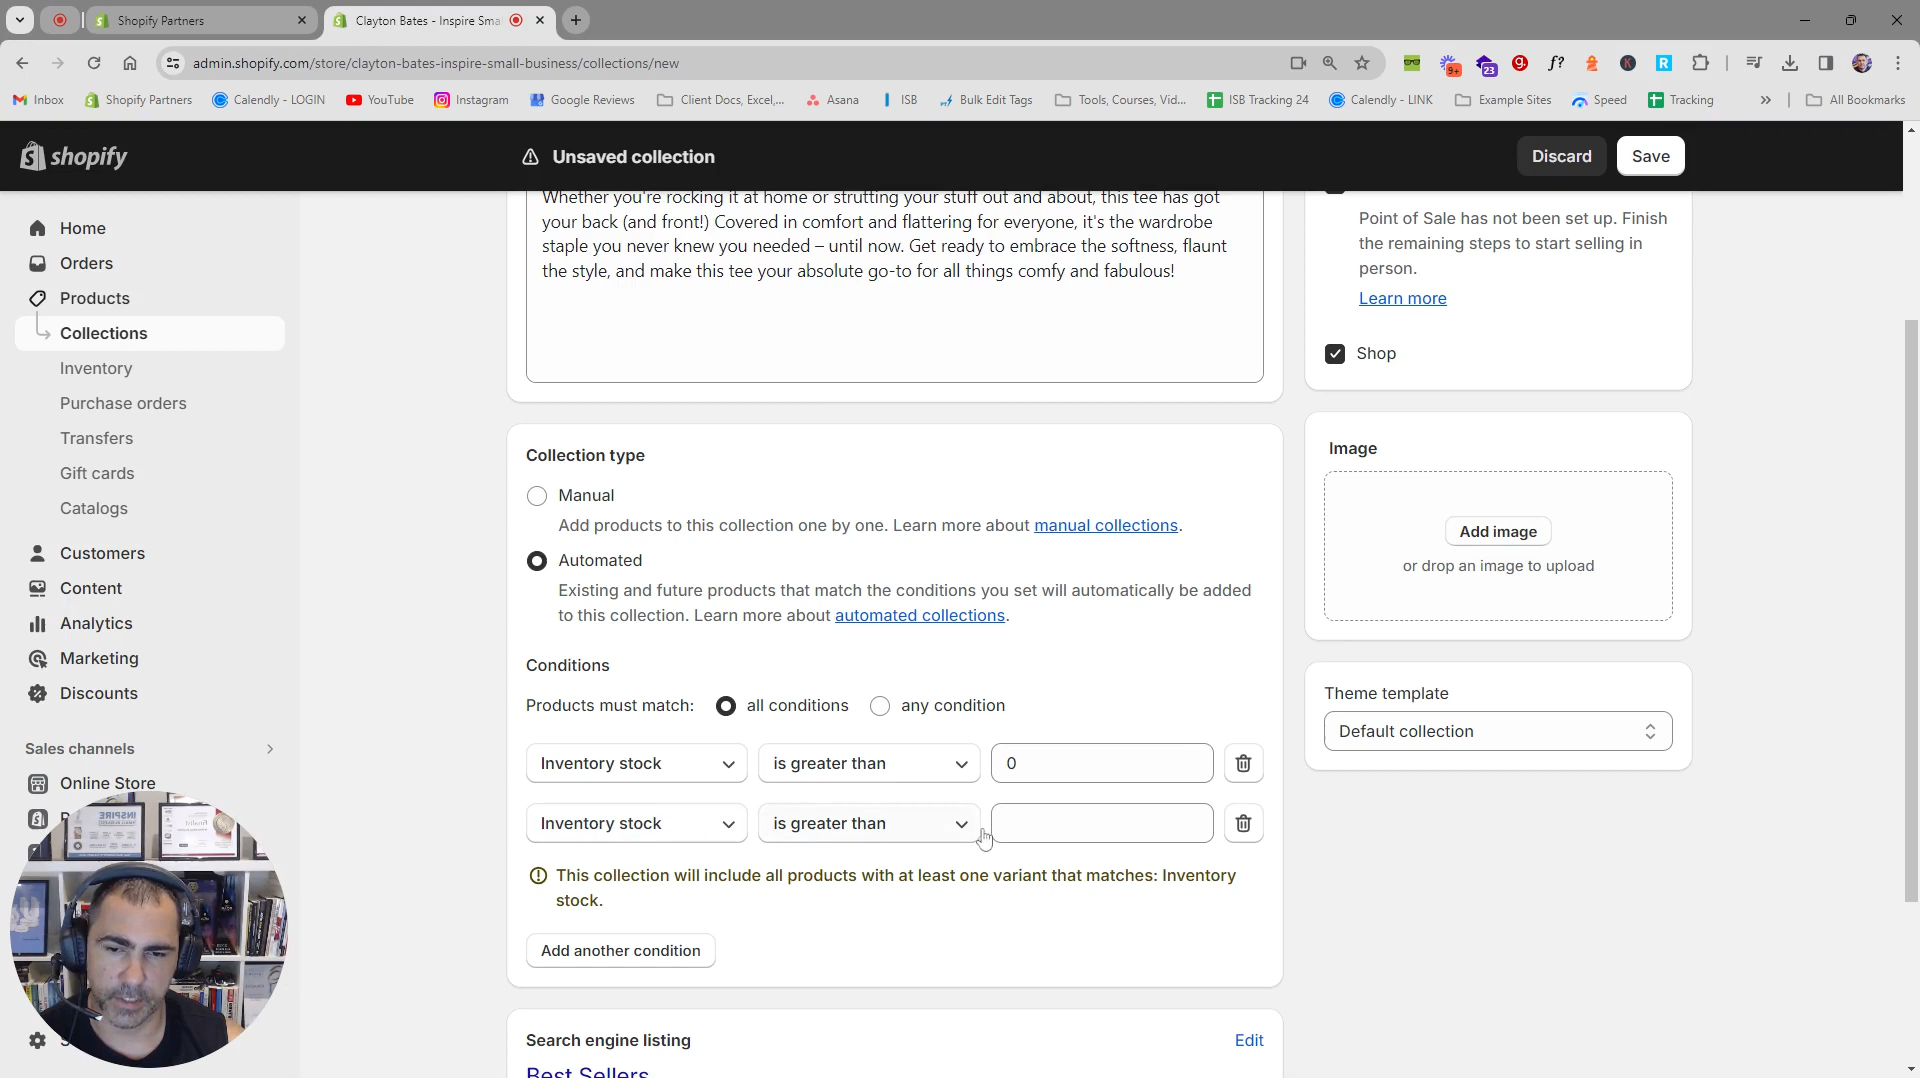 Shopify Partners
Clayton Bates - Inspire Sma
admin.shopify.com/store/clayton-bates-inspire-small-business/collections/new
9+
23
Inbox
Shopify Partners
Calendly - LOGIN
YouTube
Instagram
Google Reviews
Client Docs, Excel,...
Asana
ISB
Bulk Edit Tags
Tools, Courses, Vid...
ISB Tracking 24
Calendly - LINK
Example Sites
Speed
Tracking
All Bookmarks
shopify
Unsaved collection
Discard
Save
Home
Orders
Products
Collections
Inventory
Purchase orders
Transfers
Gift cards
Catalogs
Customers
Content
Analytics
Marketing
Discounts
Sales channels
Online Store
Whether you're rocking it at home or strutting your stuff out and about, this tee has got
your back (and front!) Covered in comfort and flattering for everyone, it's the wardrobe
staple you never knew you needed – until now. Get ready to embrace the softness, flaunt
the style, and make this tee your absolute go-to for all things comfy and fabulous!
Collection type
Manual
Add products to this collection one by one. Learn more about manual collections.
Automated
Existing and future products that match the conditions you set will automatically be added
to this collection. Learn more about automated collections.
Conditions
Products must match: all conditions any condition
Inventory stock is greater than 0
Inventory stock is greater than
This collection will include all products with at least one variant that matches: Inventory
stock.
Add another condition
Search engine listing
Edit
Best Sellers
Point of Sale has not been set up. Finish
the remaining steps to start selling in
person.
Learn more
Shop
Image
Add image
or drop an image to upload
Theme template
Default collection